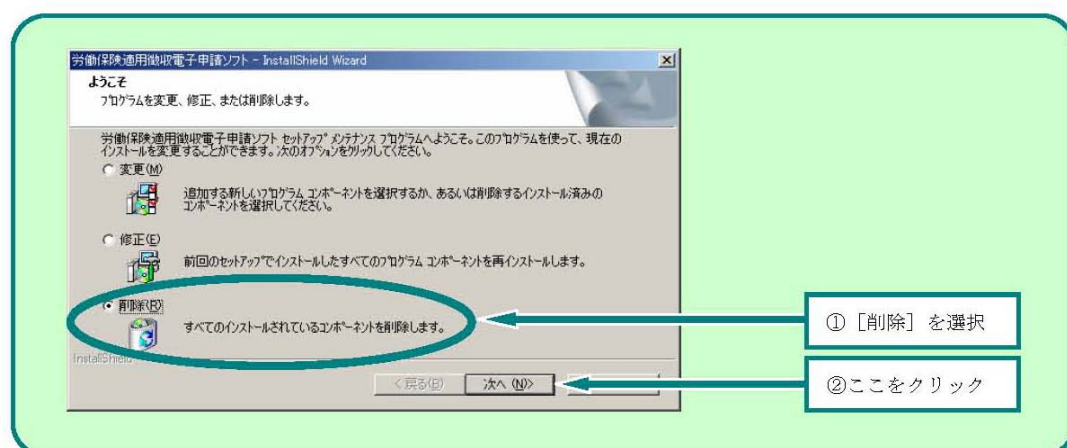 労働保険適用徴収電子申請ソフト - InstallShield Wizard
ようこそ
プログラムを変更、修正、または削除します。
労働保険適用徴収電子申請ソフト セットアップ メンテナンス プログラムへようこそ。このプログラムを使って、現在の
インストールを変更することができます。次のオプションをクリックしてください。
変更(M)
追加する新しいプログラム コンポーネントを選択するか、あるいは削除するインストール済みの
コンポーネントを選択してください。
修正(E)
前回のセットアップでインストールしたすべてのプログラム コンポーネントを再インストールします。
削除(R)
すべてのインストールされているコンポーネントを削除します。
InstallShield
< 戻る(B)
次へ (N)>
① [削除] を選択
②ここをクリック